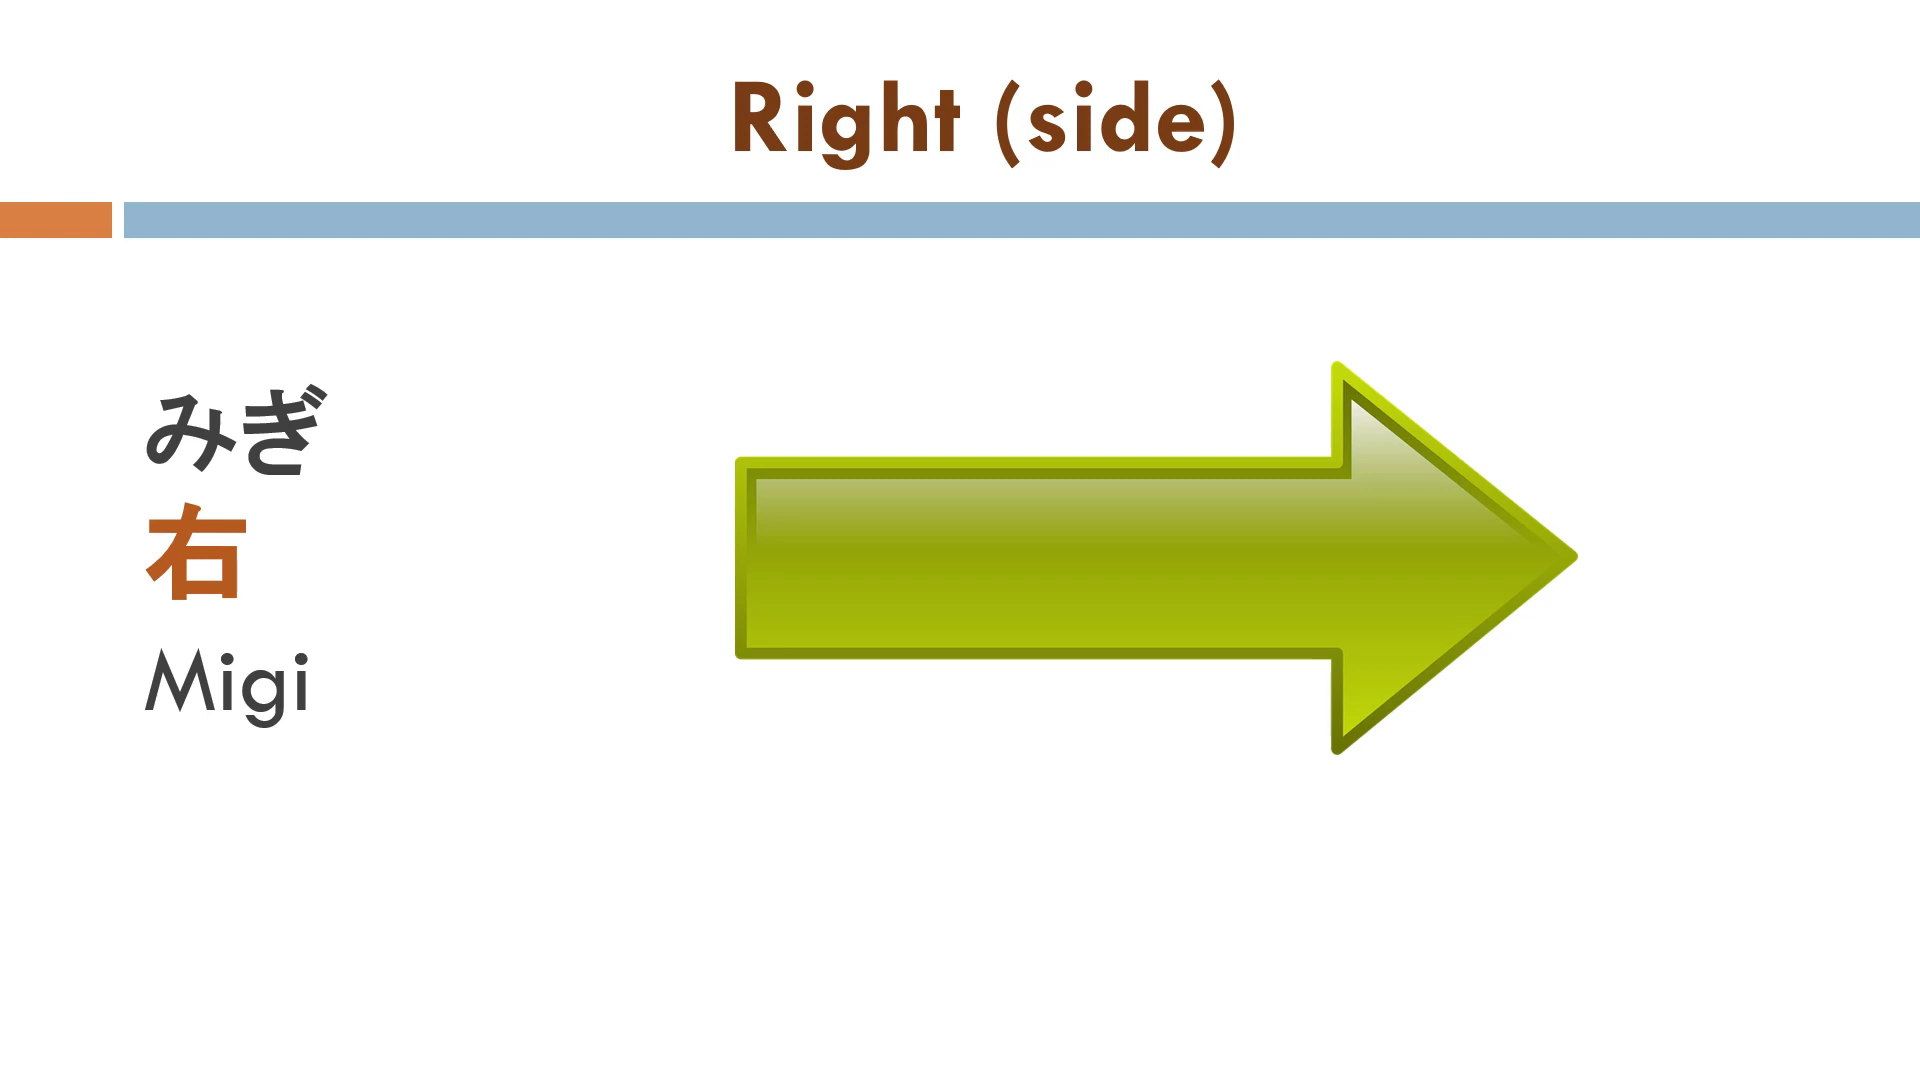 Right (side)
みぎ
右
Migi